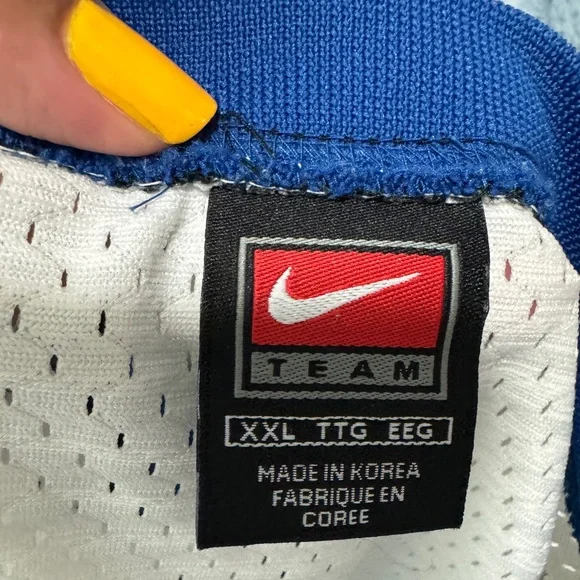 TEAM
XXL TTG EEG
MADE IN KOREA
FABRIQUE EN
COREE